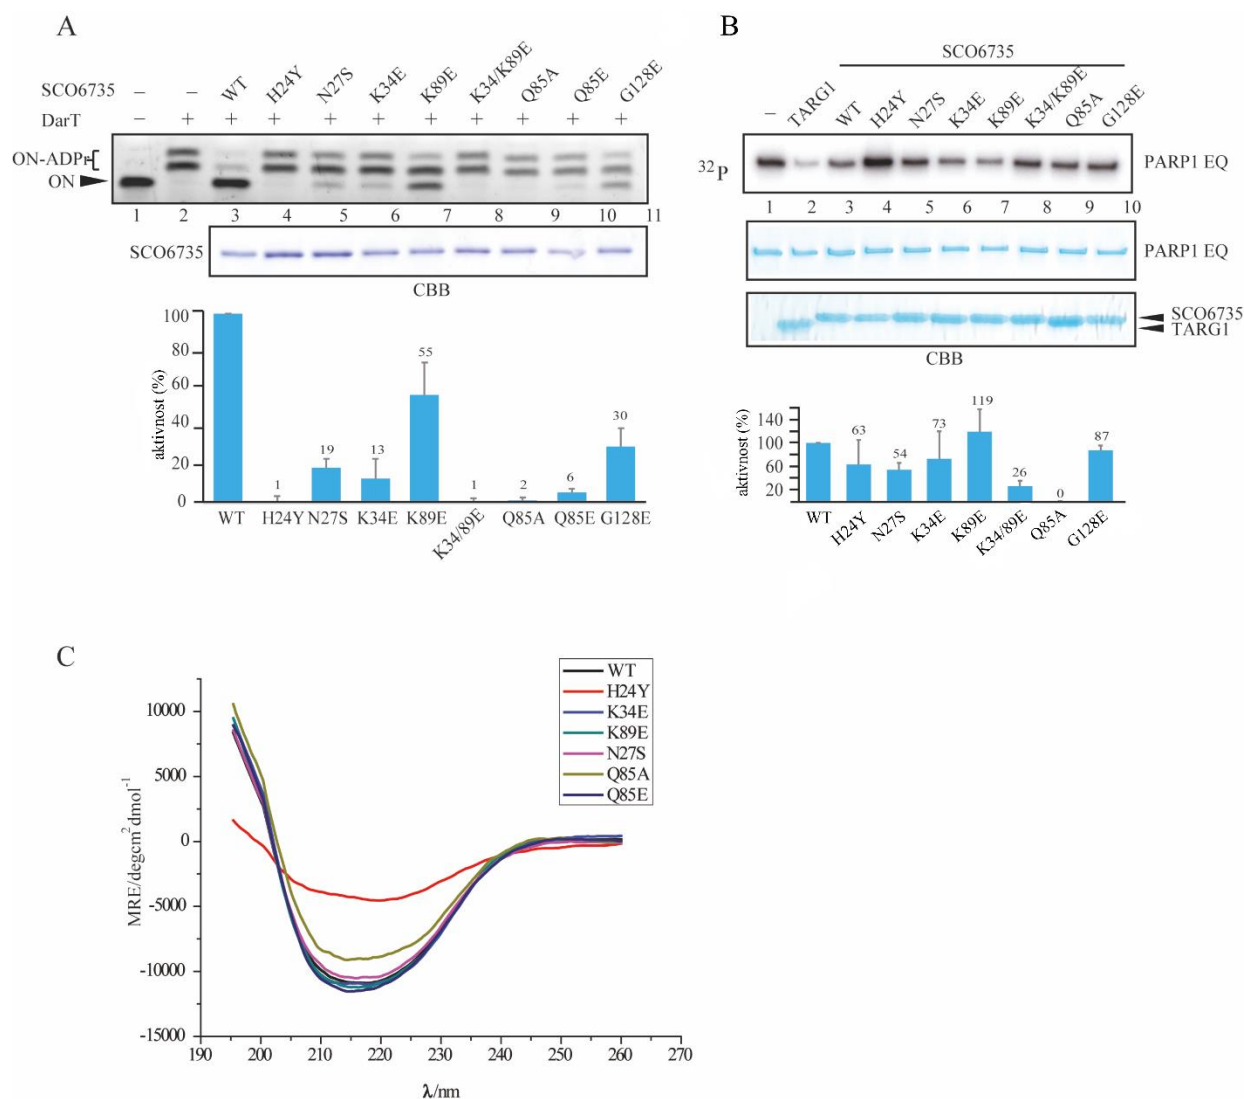 A
SCO6735 – – WT H24Y N27S K34E K89E K34/K89E Q85A Q85E G128E
DarT – + + + + + + + + + +
ON-ADPr
ON
1 2 3 4 5 6 7 8 9 10 11
SCO6735
CBB
aktivnost (%)
100
80
60
40
20
0
1
19
13
55
1
2
6
30
WT H24Y N27S K34E K89E K34/89E Q85A Q85E G128E
B
SCO6735
– TARG1 WT H24Y N27S K34E K89E K34/K89E Q85A G128E
32P
PARP1 EQ
1 2 3 4 5 6 7 8 9 10
PARP1 EQ
SCO6735
TARG1
CBB
aktivnost (%)
140
100
60
20
63
54
73
119
26
0
87
WT H24Y N27S K34E K89E K34/89E Q85A G128E
C
WT
H24Y
K34E
K89E
N27S
Q85A
Q85E
MRE/degcm2dmol-1
10000
5000
0
-5000
-10000
-15000
190 200 210 220 230 240 250 260 270
λ/nm